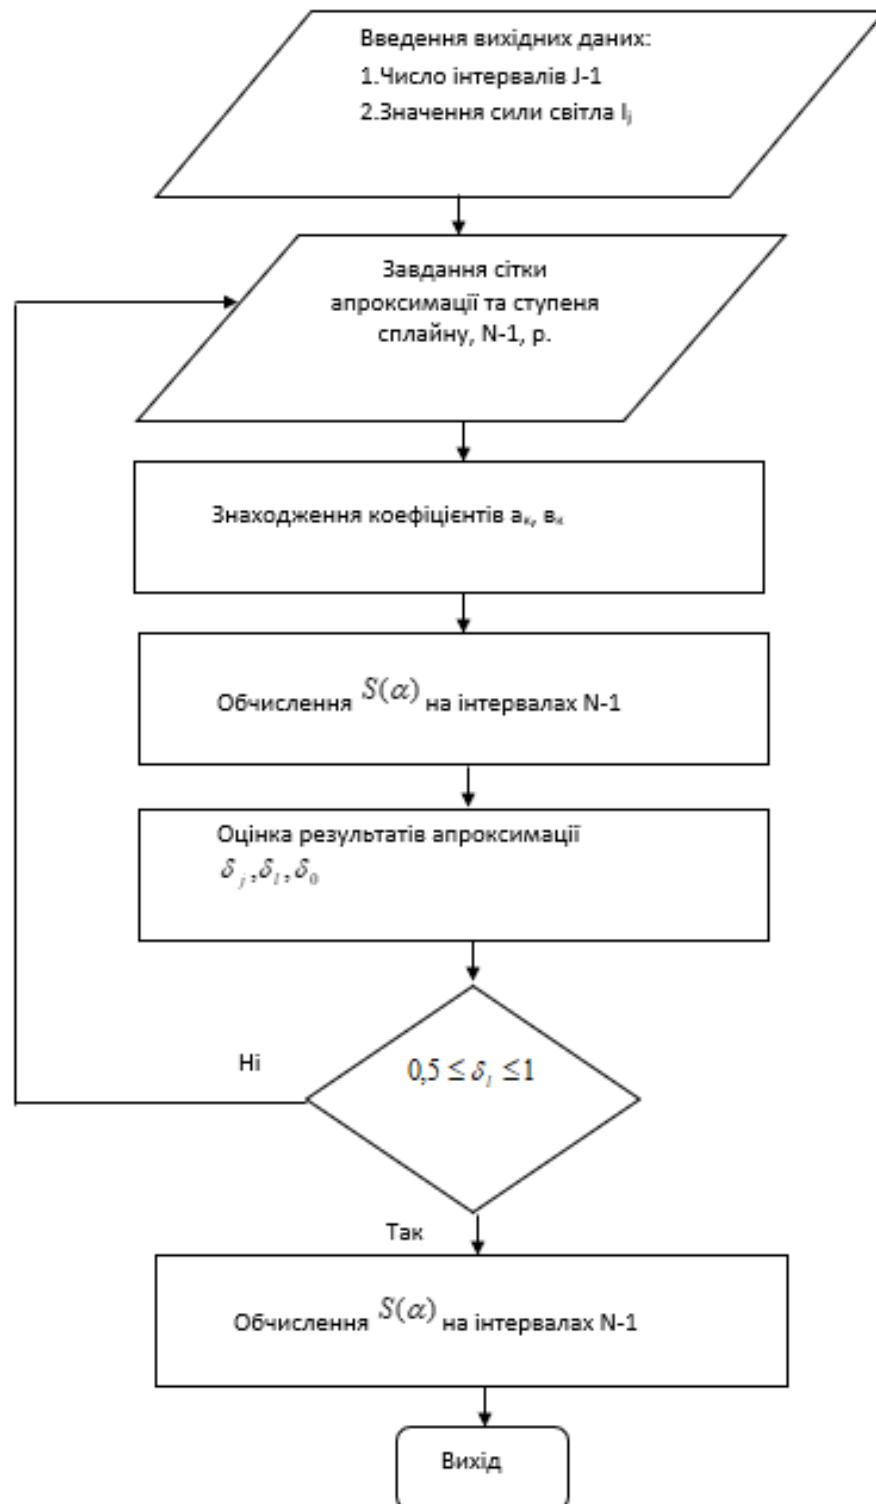 Введення вихідних даних:
1.Число інтервалів J-1
2.Значення сили світла Iⱼ
Завдання сітки
апроксимації та ступеня
сплайну, N-1, p.
Знаходження коефіцієнтів aₖ, вₖ
Обчислення S(α) на інтервалах N-1
Оцінка результатів апроксимації
δⱼ,δₗ,δ₀
Ні
0,5 ≤ δₗ ≤ 1
Так
Обчислення S(α) на інтервалах N-1
Вихід